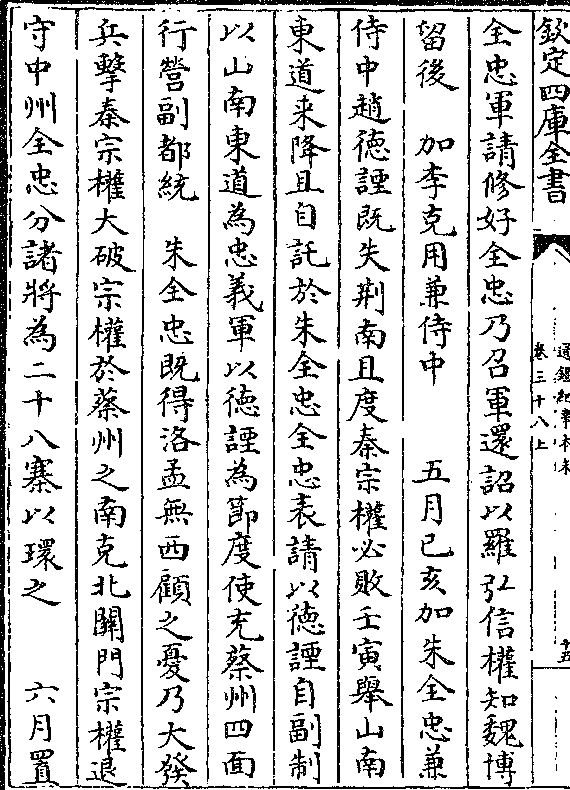 欽定四庫全書
通鑑紀事本末
卷三十八上
十五
全忠軍請修好全忠乃召軍還詔以羅弘信權知魏博
留後　加李克用兼侍中　　五月己亥加朱全忠兼
侍中趙徳諲既失荆南且度秦宗權必敗壬寅舉山南
東道来降且自託於朱全忠全忠表請以徳諲自副制
以山南東道為忠義軍以徳諲為節度使充蔡州四面
行營副都統　朱全忠既得洛孟無西顧之憂乃大發
兵擊秦宗權大破宗權於蔡州之南克北關門宗權退
守中州全忠分諸將為二十八寨以環之　　六月置